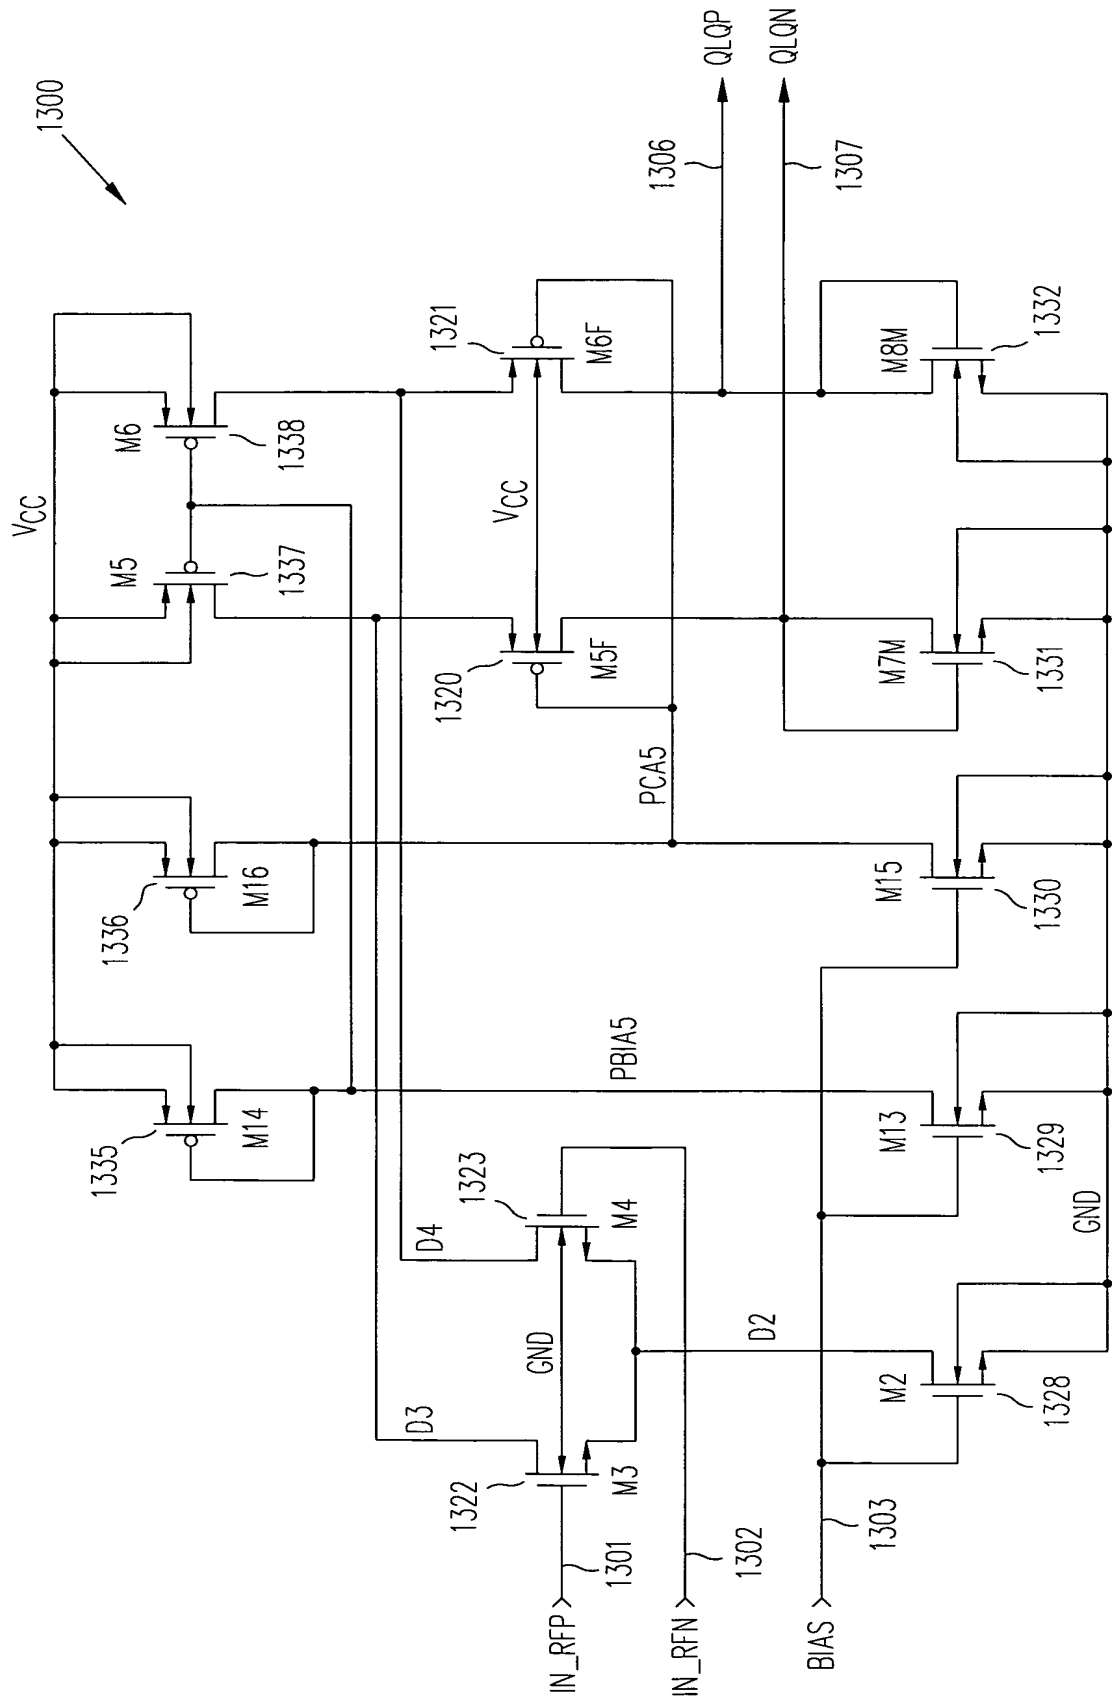 1300
VCC
M14
1335
M16
1336
M5
1337
M6
1338
D3
D4
1322
M3
GND
1323
M4
PBIA5
PCA5
1320
M5F
VCC
1321
M6F
1306
QLQP
1307
QLQN
IN_RFP
1301
IN_RFN
1302
BIAS
1303
D2
M2
1328
M13
1329
M15
1330
M7M
1331
M8M
1332
GND